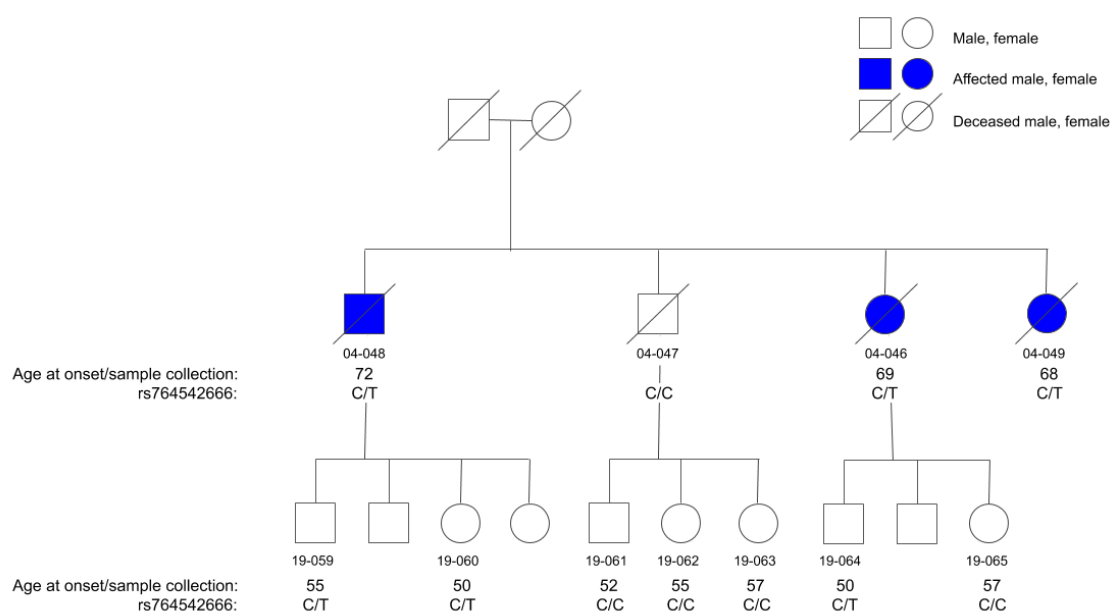 Male, female
Affected male, female
Deceased male, female
04-048 04-047 04-046 04-049
Age at onset/sample collection: 72 69 68
rs764542666: C/T C/C C/T C/T
19-059 19-060 19-061 19-062 19-063 19-064 19-065
Age at onset/sample collection: 55 50 52 55 57 50 57
rs764542666: C/T C/T C/C C/C C/C C/T C/C